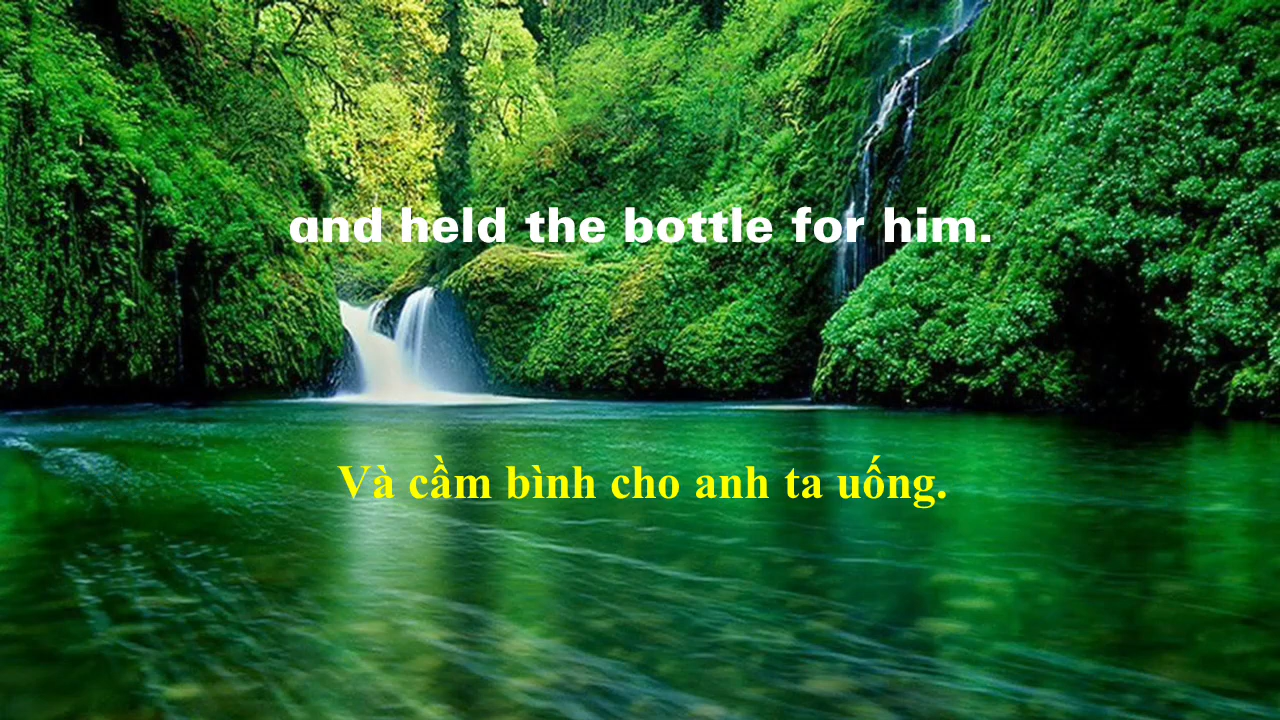 and held the bottle for him.
Và cầm bình cho anh ta uống.